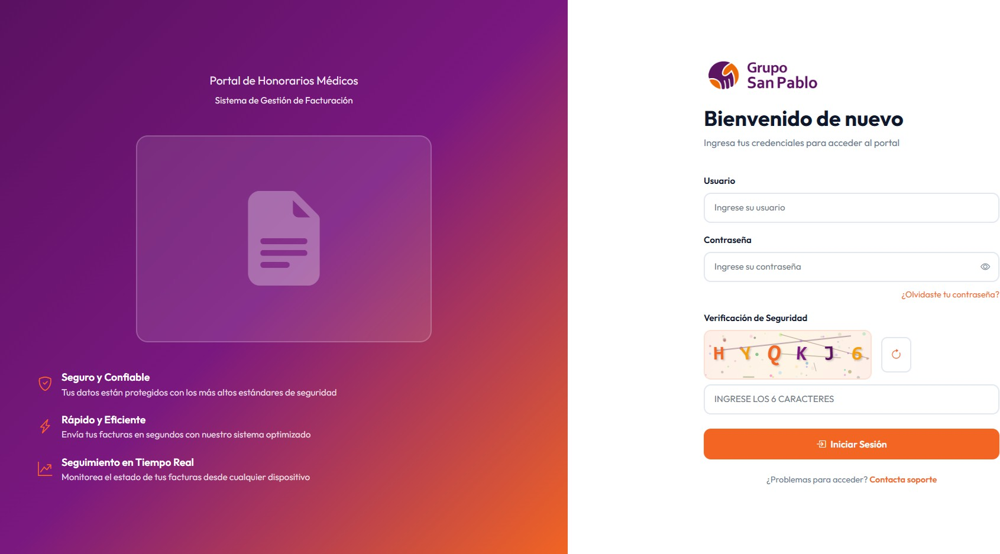 Portal de Honorarios Médicos
Sistema de Gestión de Facturación
Seguro y Confiable
Tus datos están protegidos con los más altos estándares de seguridad
Rápido y Eficiente
Envía tus facturas en segundos con nuestro sistema optimizado
Seguimiento en Tiempo Real
Monitorea el estado de tus facturas desde cualquier dispositivo
Grupo
San Pablo
Bienvenido de nuevo
Ingresa tus credenciales para acceder al portal
Usuario
Ingrese su usuario
Contraseña
Ingrese su contraseña
¿Olvidaste tu contraseña?
Verificación de Seguridad
H Y Q K J 6
INGRESE LOS 6 CARACTERES
Iniciar Sesión
¿Problemas para acceder? Contacta soporte